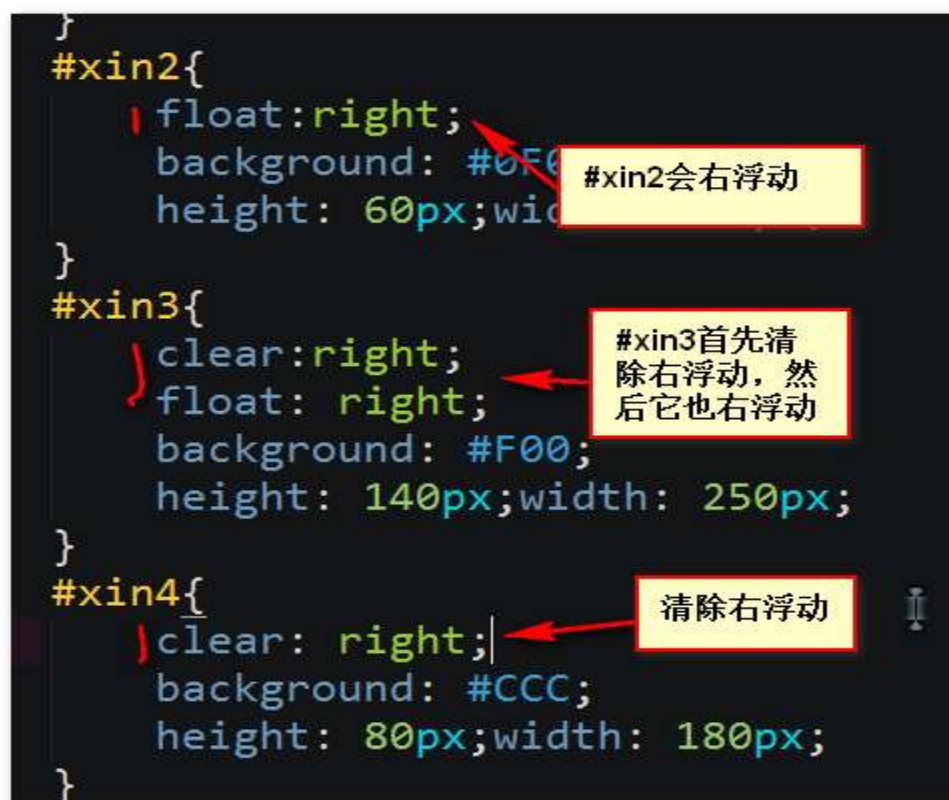 }
#xin2{
float:right;
background: #0F0
#xin2会右浮动
height: 60px;wid
}
#xin3{
clear:right;
float: right;
#xin3首先清
除右浮动，然
后它也右浮动
background: #F00;
height: 140px;width: 250px;
}
#xin4{
清除右浮动
clear: right;
background: #CCC;
height: 80px;width: 180px;
}